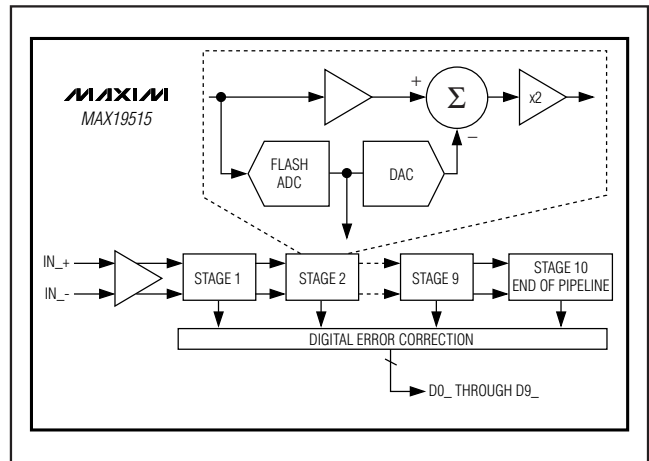 MAXIM
MAX19515
+
Σ
x2
−
FLASH
ADC
DAC
IN_+
IN_-
STAGE 1
STAGE 2
STAGE 9
STAGE 10
END OF PIPELINE
DIGITAL ERROR CORRECTION
D0_ THROUGH D9_